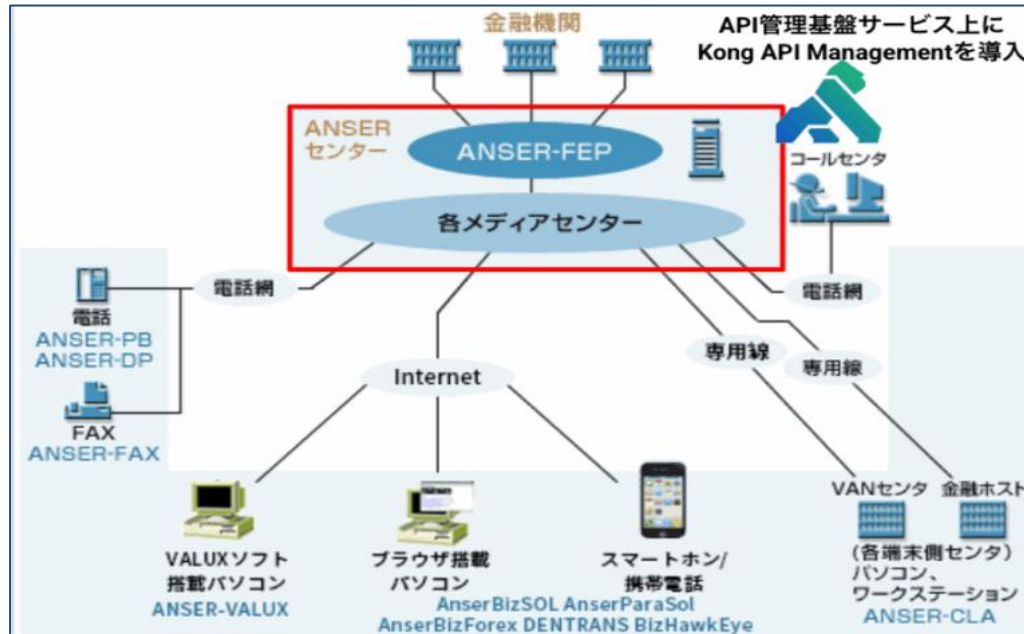 金融機関
API管理基盤サービス上に
Kong API Managementを導入
ANSER
センター
ANSER-FEP
コールセンタ
各メディアセンター
電話網
電話網
電話
ANSER-PB
ANSER-DP
専用線
専用線
Internet
FAX
ANSER-FAX
VANセンタ
金融ホスト
VALUXソフト
搭載パソコン
ANSER-VALUX
ブラウザ搭載
パソコン
スマートホン/
携帯電話
AnserBizSOL AnserParaSol
AnserBizForex DENTRANS BizHawkEye
(各端末側センタ)
パソコン、
ワークステーション
ANSER-CLA